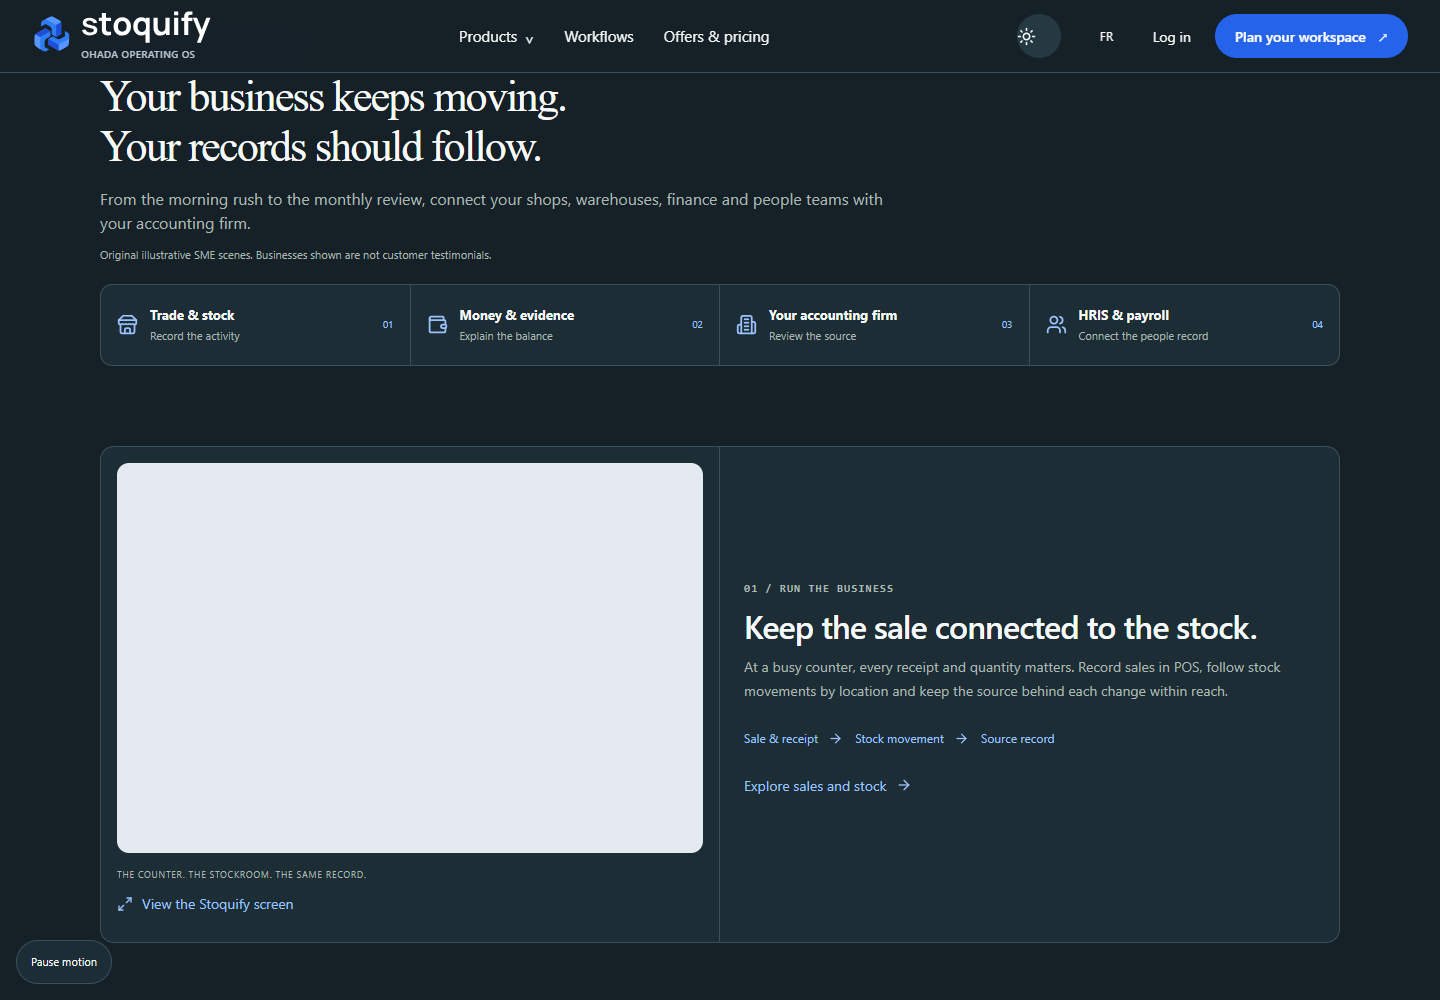 stoquify
OHADA OPERATING OS
Products
Workflows
Offers & pricing
FR
Log in
Plan your workspace
Your business keeps moving.
Your records should follow.
From the morning rush to the monthly review, connect your shops, warehouses, finance and people teams with
your accounting firm.
Original illustrative SME scenes. Businesses shown are not customer testimonials.
Trade & stock
Record the activity
01
Money & evidence
Explain the balance
02
Your accounting firm
Review the source
03
HRIS & payroll
Connect the people record
04
01 / RUN THE BUSINESS
Keep the sale connected to the stock.
At a busy counter, every receipt and quantity matters. Record sales in POS, follow stock
movements by location and keep the source behind each change within reach.
Sale & receipt → Stock movement → Source record
Explore sales and stock →
THE COUNTER. THE STOCKROOM. THE SAME RECORD.
View the Stoquify screen
Pause motion